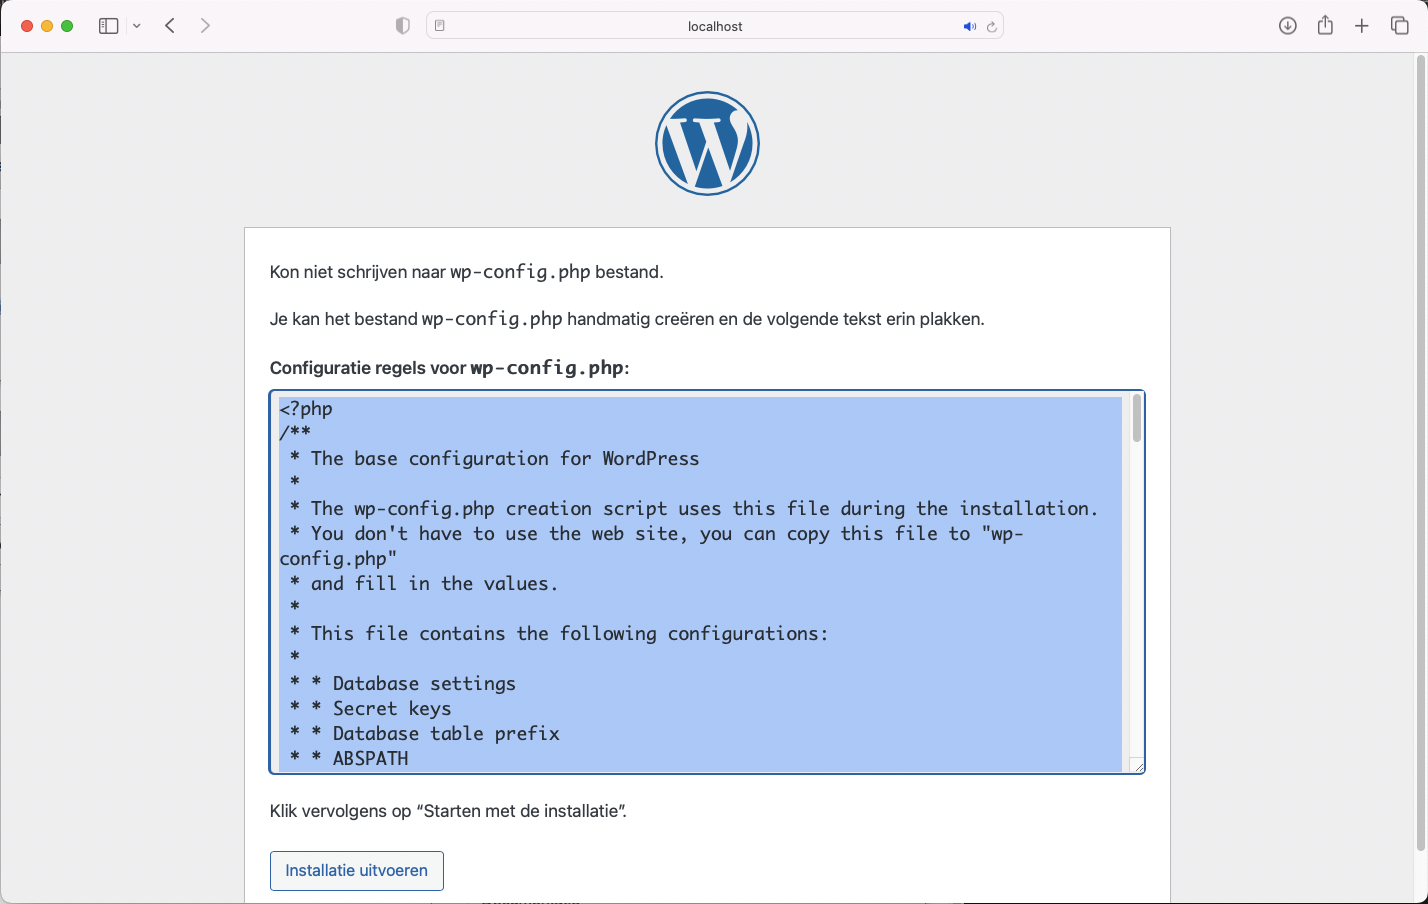 localhost
Kon niet schrijven naar wp-config.php bestand.
Je kan het bestand wp-config.php handmatig creëren en de volgende tekst erin plakken.
Configuratie regels voor wp-config.php:
<?php
/**
 * The base configuration for WordPress
 *
 * The wp-config.php creation script uses this file during the installation.
 * You don't have to use the web site, you can copy this file to "wp-
config.php"
 * and fill in the values.
 *
 * This file contains the following configurations:
 *
 * * Database settings
 * * Secret keys
 * * Database table prefix
 * * ABSPATH
Klik vervolgens op “Starten met de installatie”.
Installatie uitvoeren